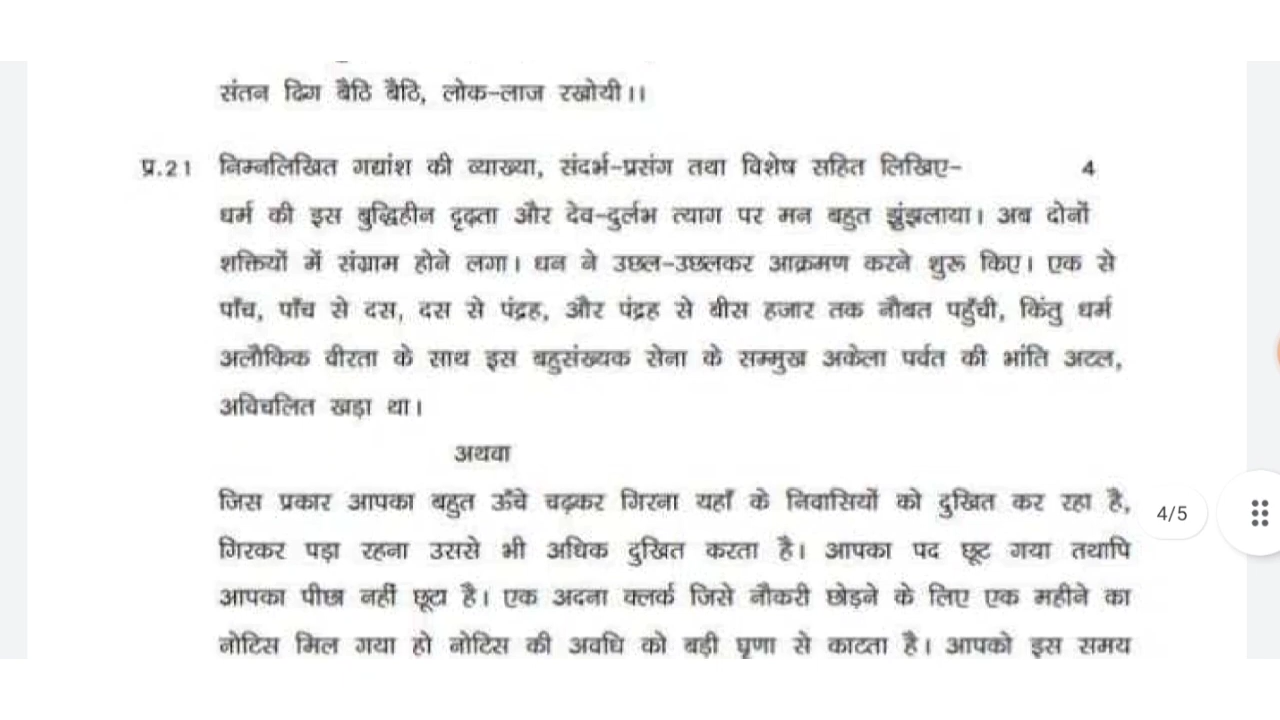 संतन ढिग बैठि बैठि, लोक-लाज रखोयी।।
प्र.21 निम्नलिखित गद्यांश की व्याख्या, संदर्भ-प्रसंग तथा विशेष सहित लिखिए- 4
धर्म की इस बुद्धिहीन दृढ़ता और देव-दुर्लभ त्याग पर मन बहुत झुंझलाया। अब दोनों
शक्तियों में संग्राम होने लगा। धन ने उछल-उछलकर आक्रमण करने शुरू किए। एक से
पाँच, पाँच से दस, दस से पंद्रह, और पंद्रह से बीस हजार तक नौबत पहुँची, किंतु धर्म
अलौकिक वीरता के साथ इस बहुसंख्यक सेना के सम्मुख अकेला पर्वत की भांति अटल,
अविचलित खड़ा था।
अथवा
जिस प्रकार आपका बहुत ऊँचे चढ़कर गिरना यहाँ के निवासियों को दुखित कर रहा है,
गिरकर पड़ा रहना उससे भी अधिक दुखित करता है। आपका पद छूट गया तथापि
आपका पीछा नहीं छूटा है। एक अदना क्लर्क जिसे नौकरी छोड़ने के लिए एक महीने का
नोटिस मिल गया हो नोटिस की अवधि को बड़ी घृणा से काटता है। आपको इस समय
4/5